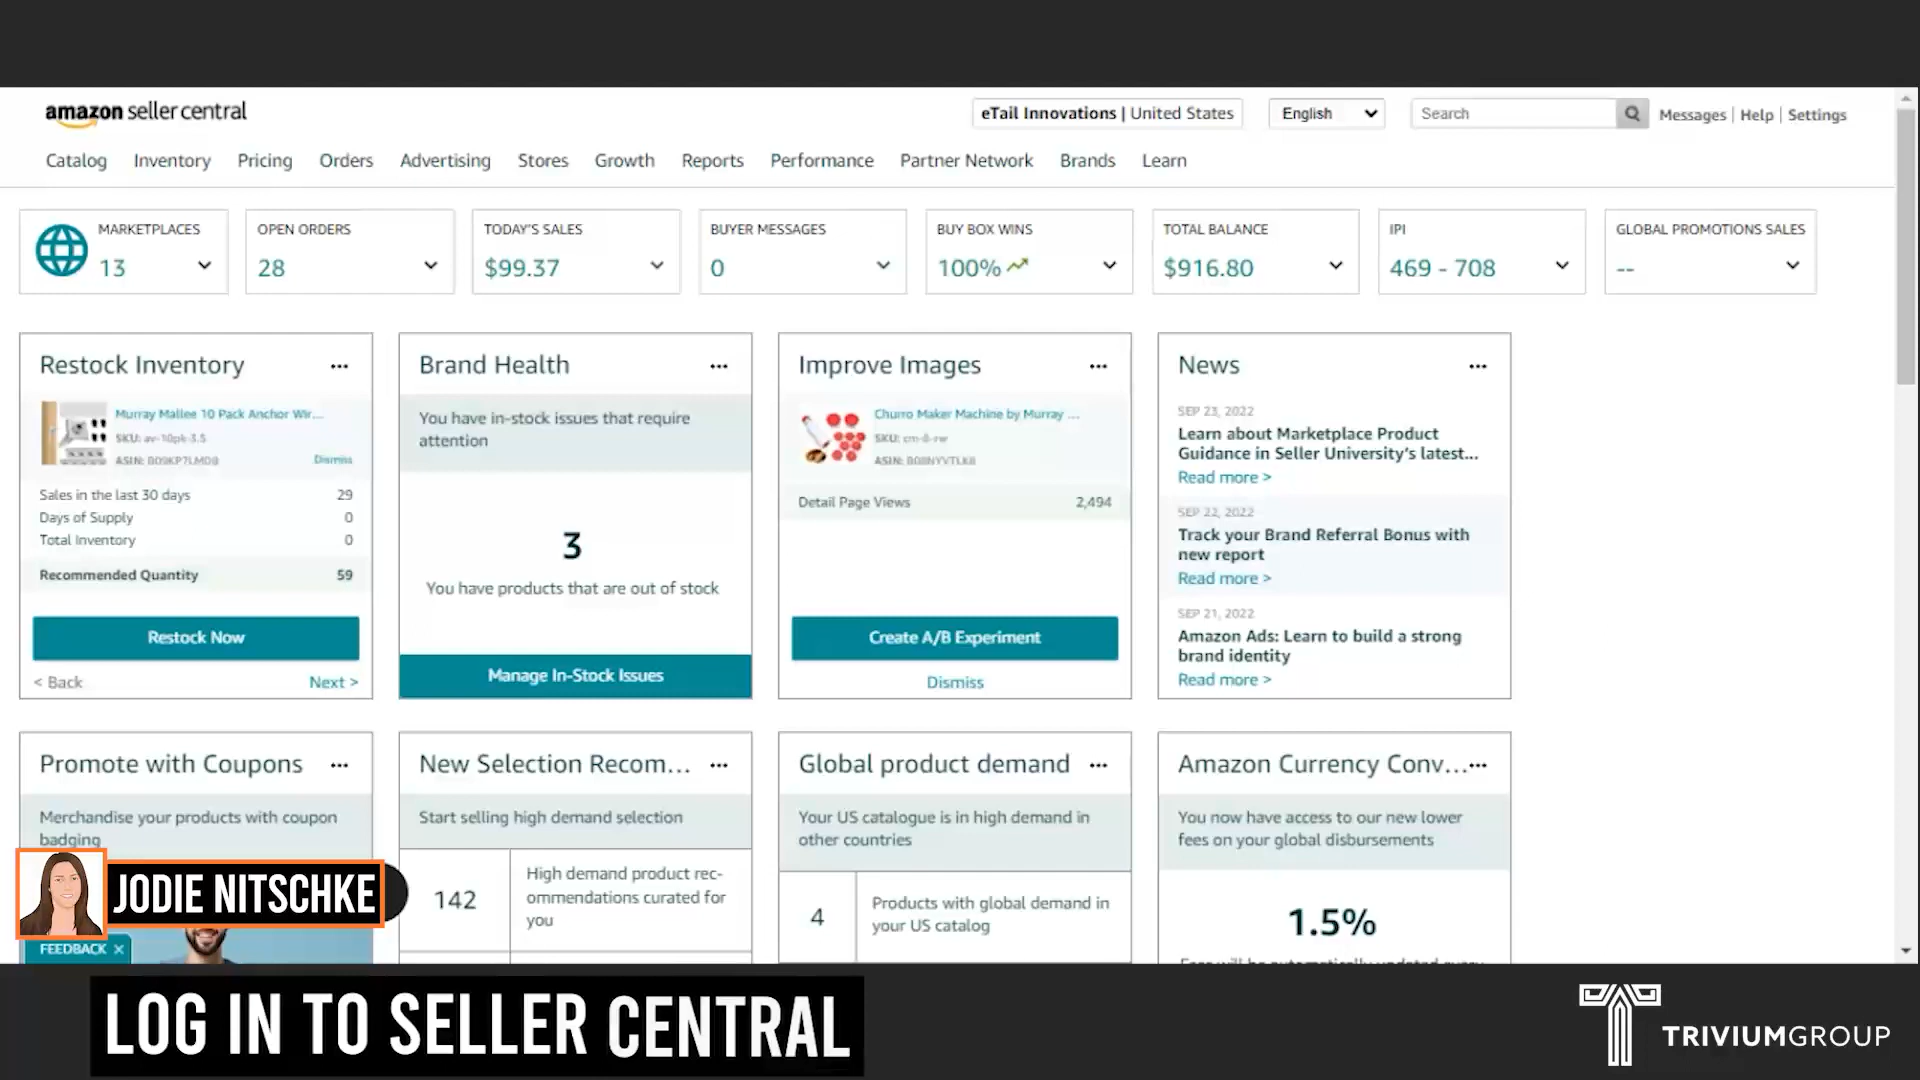 amazon seller central
eTail Innovations | United States
English
Search
Messages | Help | Settings
Catalog Inventory Pricing Orders Advertising Stores Growth Reports Performance Partner Network Brands Learn
MARKETPLACES
13
OPEN ORDERS
28
TODAY'S SALES
$99.37
BUYER MESSAGES
0
BUY BOX WINS
100%
TOTAL BALANCE
$916.80
IPI
469 - 708
GLOBAL PROMOTIONS SALES
--
Restock Inventory
Murray Mallee 10 Pack Anchor Wir...
SKU: av-10pk-3.5
Dismiss
Sales in the last 30 days 29
Days of Supply 0
Total Inventory 0
Recommended Quantity 59
Restock Now
< Back Next >
Brand Health
You have in-stock issues that require
attention
3
You have products that are out of stock
Manage In-Stock Issues
Improve Images
Churro Maker Machine by Murray ...
SKU: cm-8-rw
Detail Page Views 2,494
Create A/B Experiment
Dismiss
News
SEP 23, 2022
Learn about Marketplace Product
Guidance in Seller University's latest...
Read more >
SEP 22, 2022
Track your Brand Referral Bonus with
new report
Read more >
SEP 21, 2022
Amazon Ads: Learn to build a strong
brand identity
Read more >
Promote with Coupons
Merchandise your products with coupon
badging
New Selection Recom...
Start selling high demand selection
142
High demand product rec-
ommendations curated for
you
Global product demand
Your US catalogue is in high demand in
other countries
4
Products with global demand in
your US catalog
Amazon Currency Conv...
You now have access to our new lower
fees on your global disbursements
1.5%
JODIE NITSCHKE
FEEDBACK
LOG IN TO SELLER CENTRAL
TRIVIUMGROUP